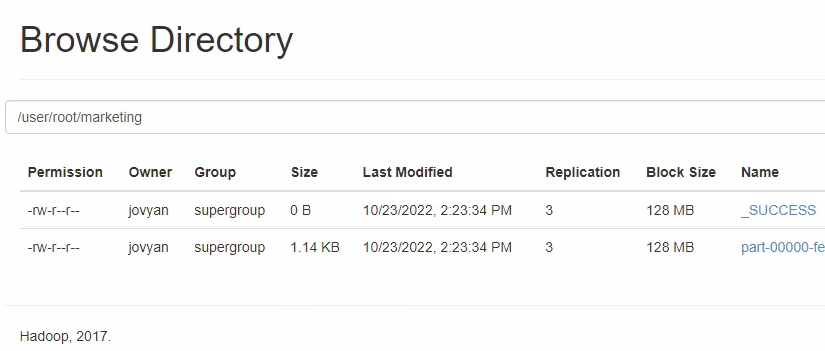 Browse Directory
/user/root/marketing
Permission Owner Group Size Last Modified Replication Block Size Name
-rw-r--r-- jovyan supergroup 0 B 10/23/2022, 2:23:34 PM 3 128 MB _SUCCESS
-rw-r--r-- jovyan supergroup 1.14 KB 10/23/2022, 2:23:34 PM 3 128 MB part-00000-fe
Hadoop, 2017.